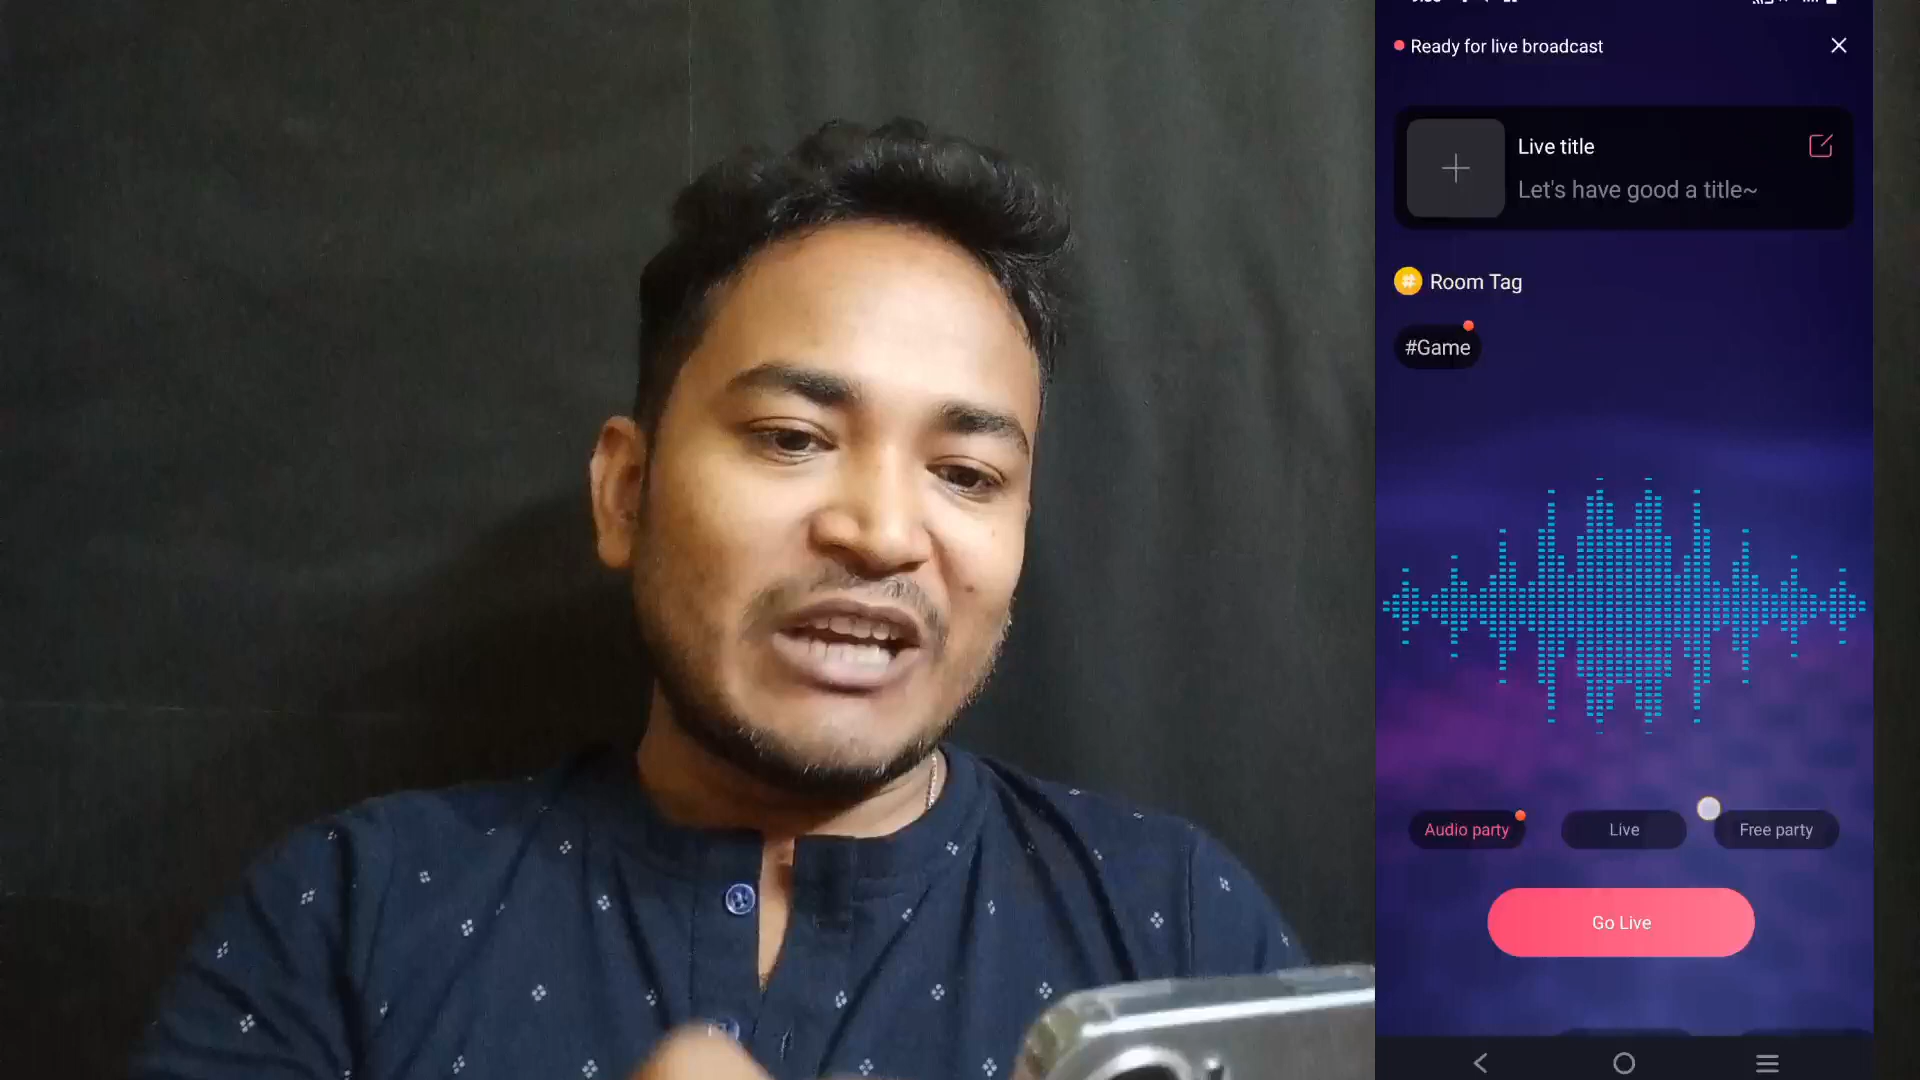 Ready for live broadcast
Live title
Let's have good a title~
Room Tag
#Game
Audio party
Live
Free party
Go Live